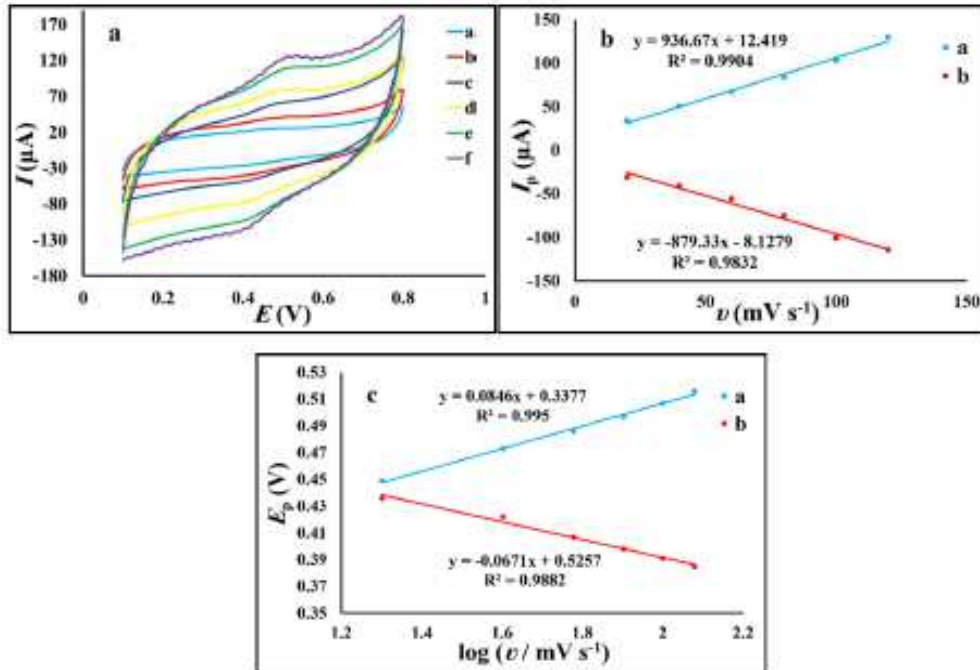 a
170
120
70
20
-30
-80
-130
-180
I (µA)
0
0.2
0.4
0.6
0.8
1
E (V)
a
b
c
d
e
f
b
y = 936.67x + 12.419
R² = 0.9904
y = -879.33x - 8.1279
R² = 0.9832
150
100
50
0
-50
-100
-150
Ip (µA)
0
50
100
150
υ (mV s-1)
a
b
c
y = 0.0846x + 0.3377
R² = 0.995
y = -0.0671x + 0.5257
R² = 0.9882
0.53
0.51
0.49
0.47
0.45
0.43
0.41
0.39
0.37
0.35
Ep (V)
1.2
1.4
1.6
1.8
2
2.2
log (υ / mV s-1)
a
b